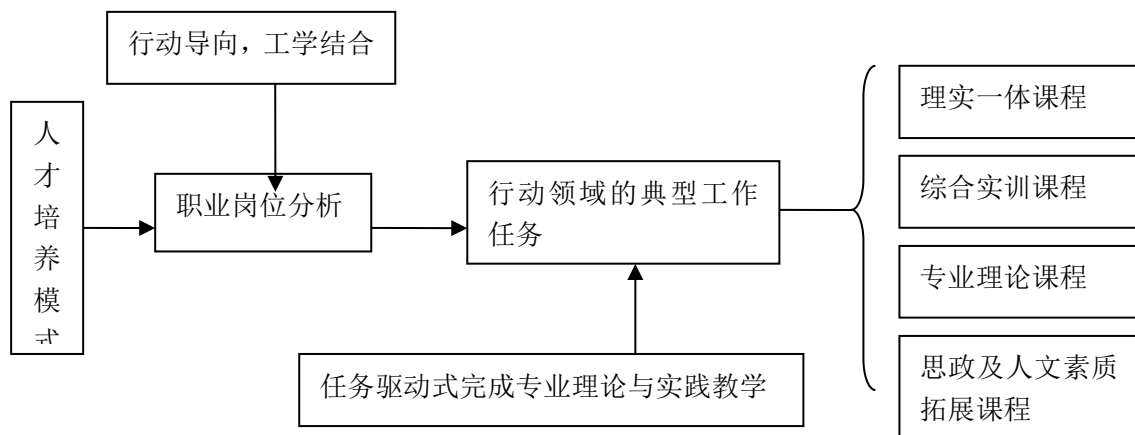 行动导向，工学结合
人
才
培
养
模
式
职业岗位分析
行动领域的典型工作
任务
任务驱动式完成专业理论与实践教学
理实一体课程
综合实训课程
专业理论课程
思政及人文素质
拓展课程